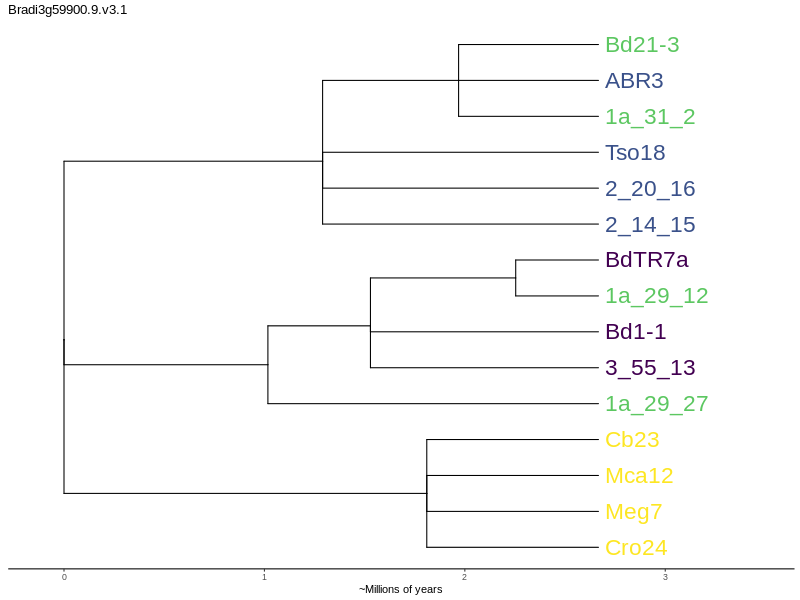 Bradi3g59900.9.v3.1
Bd21-3
ABR3
1a_31_2
Tso18
2_20_16
2_14_15
BdTR7a
1a_29_12
Bd1-1
3_55_13
1a_29_27
Cb23
Mca12
Meg7
Cro24
0 1 2 3
~Millions of years